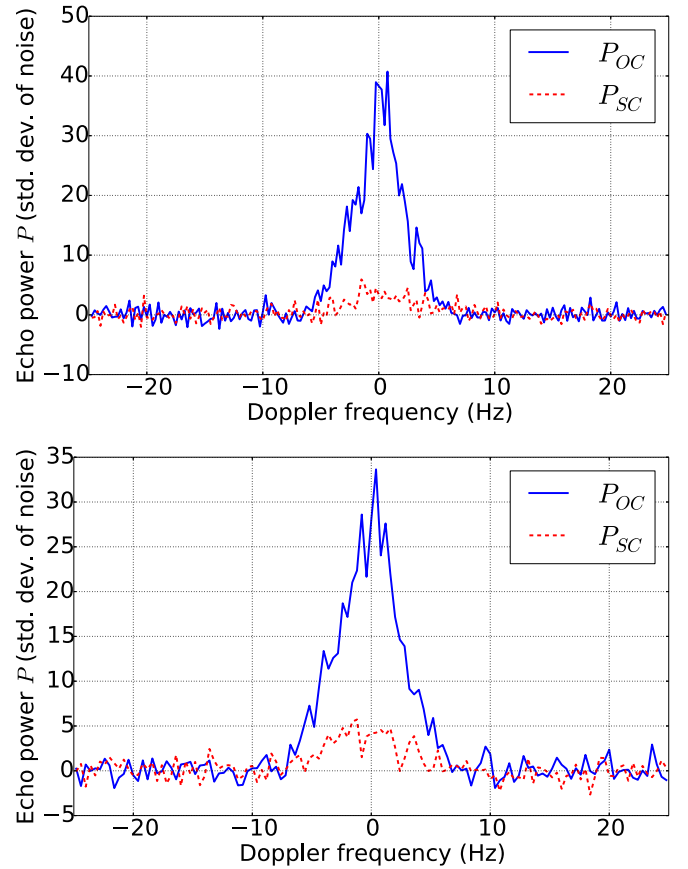 50
40
30
20
10
0
−10
Echo power P (std. dev. of noise)
P_OC
P_SC
−20 −10 0 10 20
Doppler frequency (Hz)
35
30
25
20
15
10
5
0
−5
Echo power P (std. dev. of noise)
P_OC
P_SC
−20 −10 0 10 20
Doppler frequency (Hz)